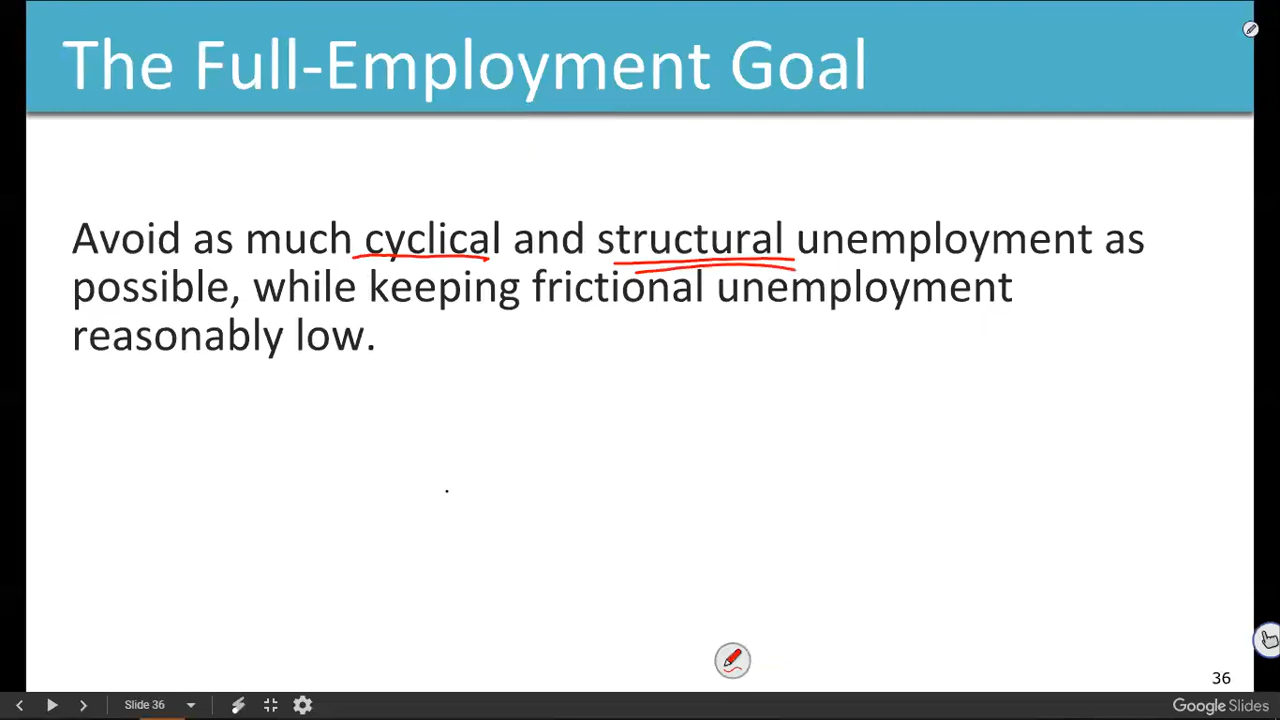 The Full-Employment Goal
Avoid as much cyclical and structural unemployment as
possible, while keeping frictional unemployment
reasonably low.
36
Slide 36
Google Slides